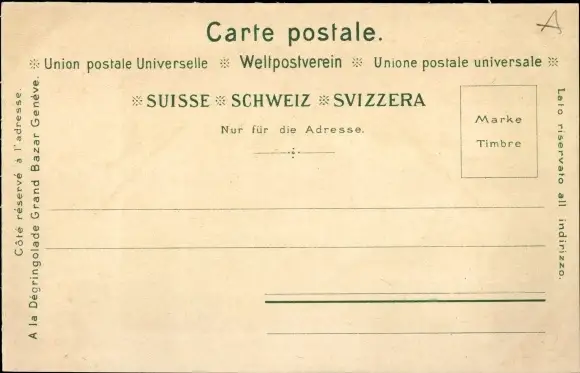 Carte postale.
※ Union postale Universelle ※ Weltpostverein ※ Unione postale universale ※
※ SUISSE ※ SCHWEIZ ※ SVIZZERA
Nur für die Adresse.
Marke
Timbre
Côté réservé à l'adresse.
A la Dégringolade Grand Bazar Genève.
Lato riservato all indirizzo.
A